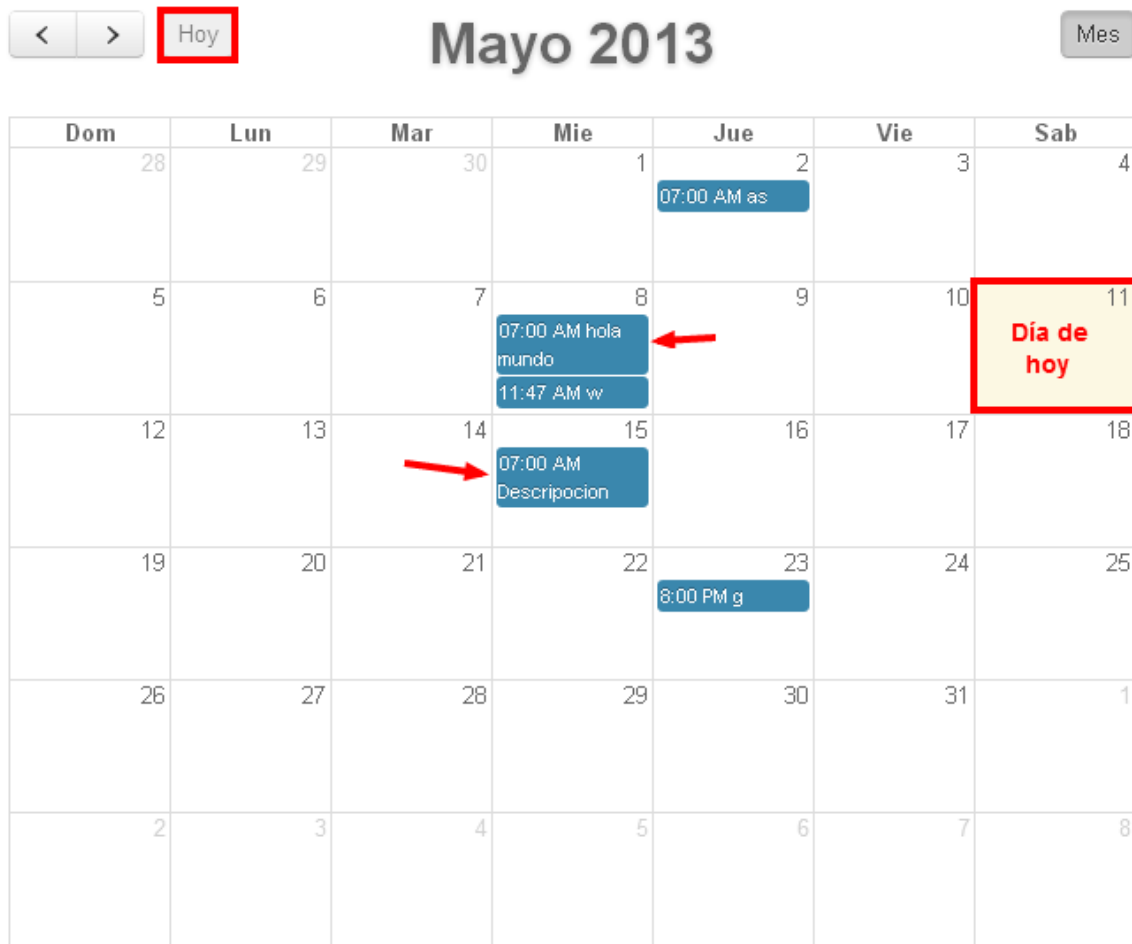 < > Hoy Mayo 2013 Mes
Dom Lun Mar Mie Jue Vie Sab
28 29 30 1 2 3 4
07:00 AM as
5 6 7 8 9 10 11
07:00 AM hola
mundo
11:47 AM w
Día de
hoy
12 13 14 15 16 17 18
07:00 AM
Descripocion
19 20 21 22 23 24 25
8:00 PM g
26 27 28 29 30 31 1
2 3 4 5 6 7 8